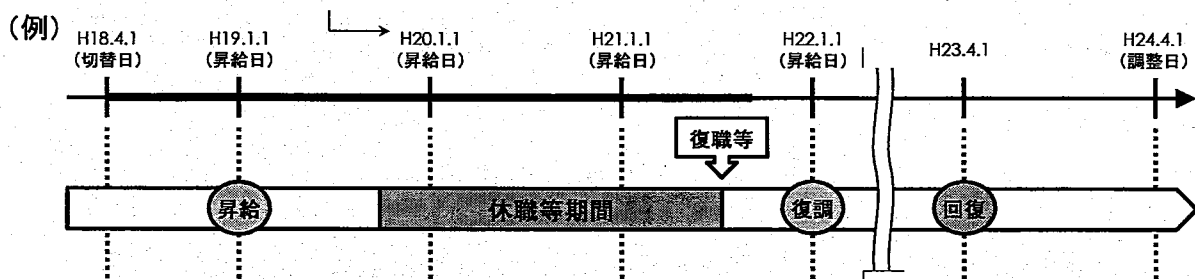 (例)
H18.4.1
(切替日)
H19.1.1
(昇給日)
H20.1.1
(昇給日)
H21.1.1
(昇給日)
H22.1.1
(昇給日)
H23.4.1
H24.4.1
(調整日)
復職等
昇給
休職等期間
復調
回復